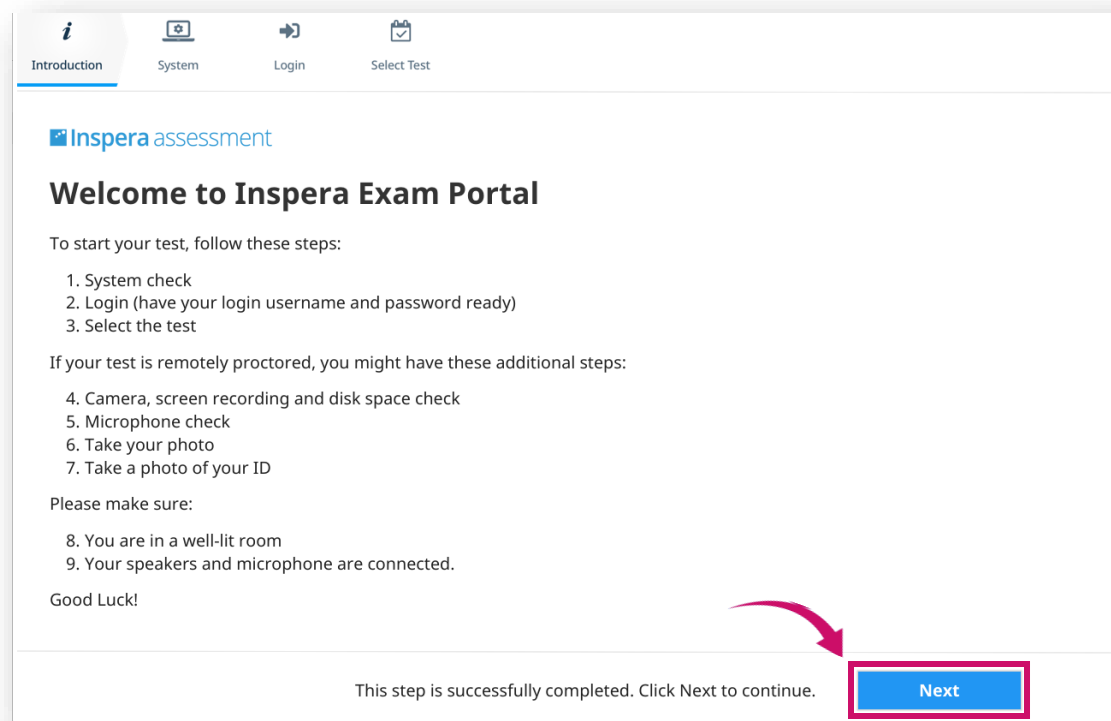 Introduction
System
Login
Select Test
Inspera assessment
Welcome to Inspera Exam Portal
To start your test, follow these steps:
1. System check
2. Login (have your login username and password ready)
3. Select the test
If your test is remotely proctored, you might have these additional steps:
4. Camera, screen recording and disk space check
5. Microphone check
6. Take your photo
7. Take a photo of your ID
Please make sure:
8. You are in a well-lit room
9. Your speakers and microphone are connected.
Good Luck!
This step is successfully completed. Click Next to continue.
Next